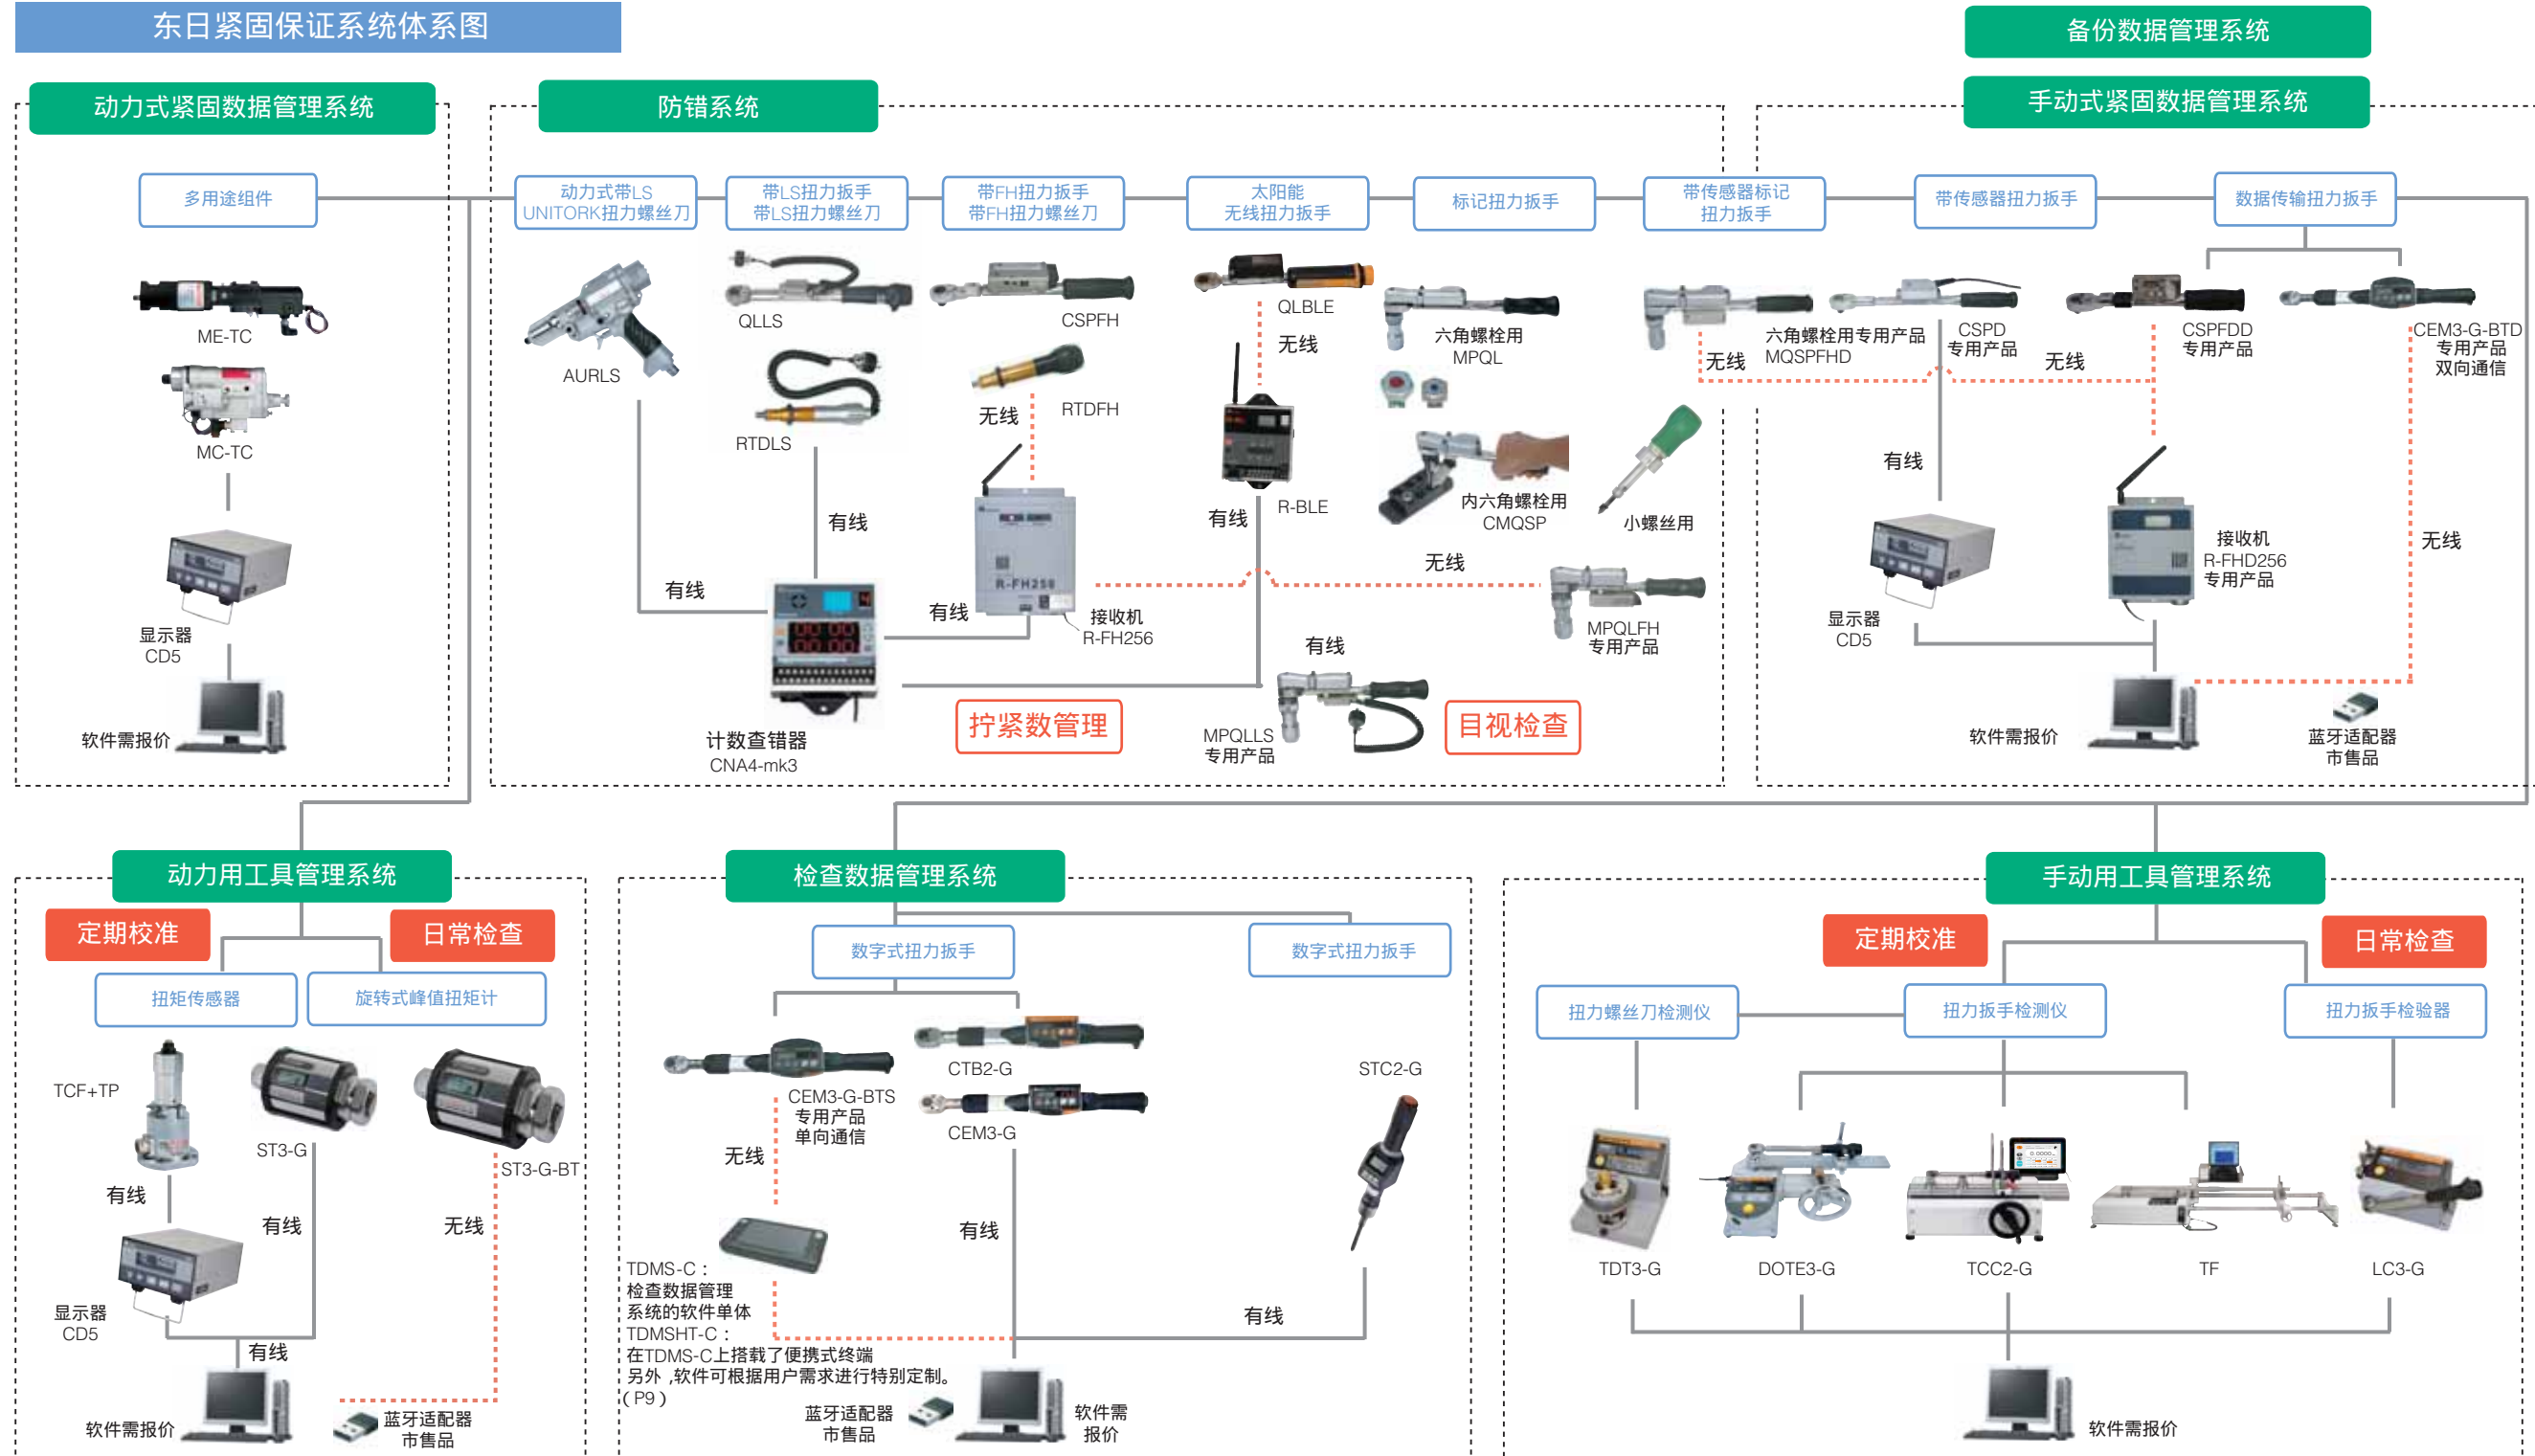 东日紧固保证系统体系图
备份数据管理系统
动力式紧固数据管理系统
防错系统
手动式紧固数据管理系统
多用途组件
动力式带LS
UNITORK扭力螺丝刀
带LS扭力扳手
带LS扭力螺丝刀
带FH扭力扳手
带FH扭力螺丝刀
太阳能
无线扭力扳手
标记扭力扳手
带传感器标记
扭力扳手
带传感器扭力扳手
数据传输扭力扳手
ME-TC
MC-TC
显示器
CD5
软件需报价
AURLS
有线
QLLS
RTDLS
有线
计数查错器
CNA4-mk3
CSPFH
RTDFH
无线
R-FH256
有线
接收机
R-FH256
拧紧数管理
QLBLE
无线
R-BLE
有线
六角螺栓用
MPQL
内六角螺栓用
CMQSP
小螺丝用
无线
MPQLFH
专用产品
有线
MPQLLS
专用产品
目视检查
六角螺栓用专用产品
MQSPFHD
无线
CSPD
专用产品
无线
CSPFDD
专用产品
CEM3-G-BTD
专用产品
双向通信
有线
接收机
R-FHD256
专用产品
无线
显示器
CD5
软件需报价
蓝牙适配器
市售品
动力用工具管理系统
定期校准
日常检查
扭矩传感器
旋转式峰值扭矩计
TCF+TP
ST3-G
ST3-G-BT
有线
有线
无线
显示器
CD5
有线
软件需报价
蓝牙适配器
市售品
检查数据管理系统
数字式扭力扳手
数字式扭力扳手
CEM3-G-BTS
专用产品
单向通信
CTB2-G
CEM3-G
STC2-G
无线
有线
有线
TDMS-C：
检查数据管理
系统的软件单体
TDMSHT-C：
在TDMS-C上搭载了便携式终端
另外,软件可根据用户需求进行特别定制。
（P9）
蓝牙适配器
市售品
软件需
报价
手动用工具管理系统
定期校准
日常检查
扭力螺丝刀检测仪
扭力扳手检测仪
扭力扳手检验器
TDT3-G
DOTE3-G
TCC2-G
TF
LC3-G
软件需报价